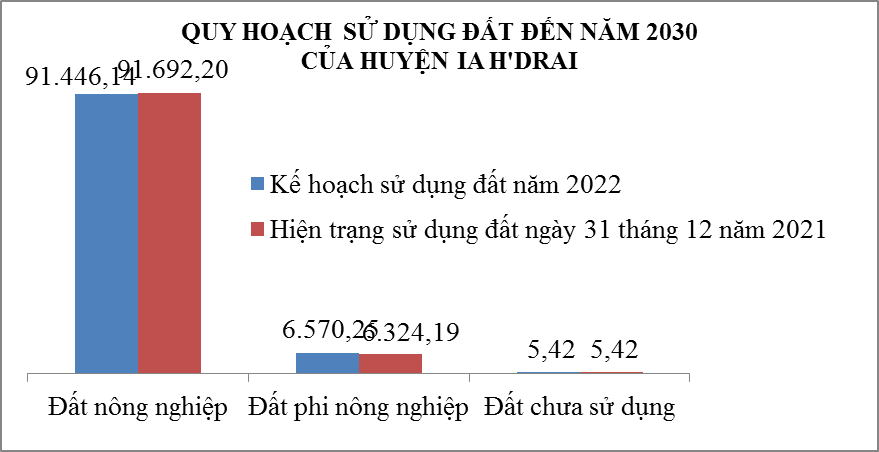 QUY HOẠCH SỬ DỤNG ĐẤT ĐẾN NĂM 2030
CỦA HUYỆN IA H'DRAI
91.446,14
91.692,20
Kế hoạch sử dụng đất năm 2022
Hiện trạng sử dụng đất ngày 31 tháng 12 năm 2021
6.570,25
6.324,19
5,42
5,42
Đất nông nghiệp
Đất phi nông nghiệp
Đất chưa sử dụng